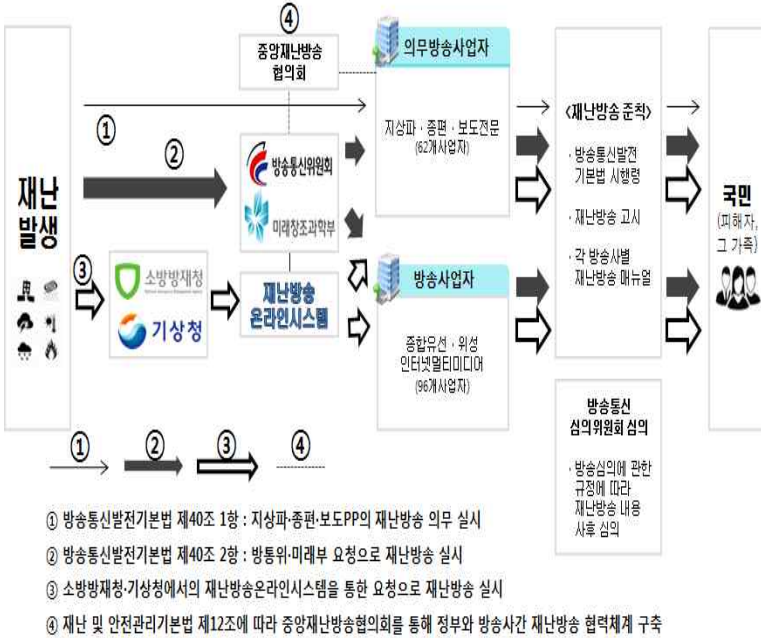 ④
중앙재난방송
협의회
의무방송사업자
지상파 · 종편 · 보도전문
(62개사업자)
<재난방송 준칙>
· 방송통신발전
기본법 시행령
· 재난방송 고시
· 각 방송사별
재난방송 매뉴얼
①
②
방송통신위원회
미래창조과학부
재난
발생
③
소방방재청
기상청
재난방송
온라인시스템
방송사업자
종합유선 · 위성
인터넷멀티미디어
(96개사업자)
국민
(피해자,
그 가족)
방송통신
심의위원회 심의
· 방송심의에 관한
규정에 따라
재난방송 내용
사후 심의
①
②
③
④
① 방송통신발전기본법 제40조 1항 : 지상파·종편·보도PP의 재난방송 의무 실시
② 방송통신발전기본법 제40조 2항 : 방통위·미래부 요청으로 재난방송 실시
③ 소방방재청·기상청에서의 재난방송온라인시스템을 통한 요청으로 재난방송 실시
④ 재난 및 안전관리기본법 제12조에 따라 중앙재난방송협의회를 통해 정부와 방송사간 재난방송 협력체계 구축